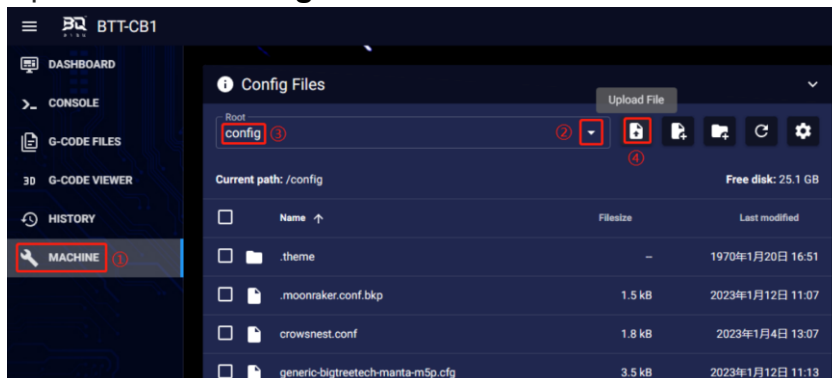 BTT-CB1
DASHBOARD
CONSOLE
G-CODE FILES
3D G-CODE VIEWER
HISTORY
MACHINE ①
Config Files
Upload File
Root
config ③
②
④
Current path: /config
Free disk: 25.1 GB
Name ↑ Filesize Last modified
.theme – 1970年1月20日 16:51
.moonraker.conf.bkp 1.5 kB 2023年1月12日 11:07
crowsnest.conf 1.8 kB 2023年1月4日 13:07
generic-bigtreetech-manta-m5p.cfg 3.5 kB 2023年1月12日 11:13